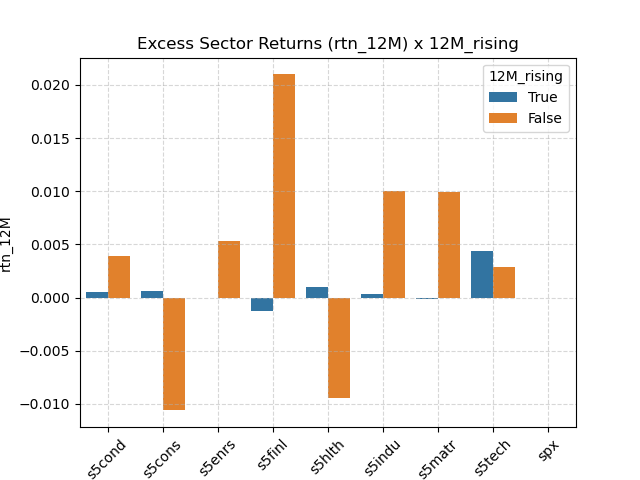 Excess Sector Returns (rtn_12M) x 12M_rising
12M_rising
True
False
rtn_12M
0.020
0.015
0.010
0.005
0.000
−0.005
−0.010
s5cond
s5cons
s5enrs
s5finl
s5hlth
s5indu
s5matr
s5tech
spx